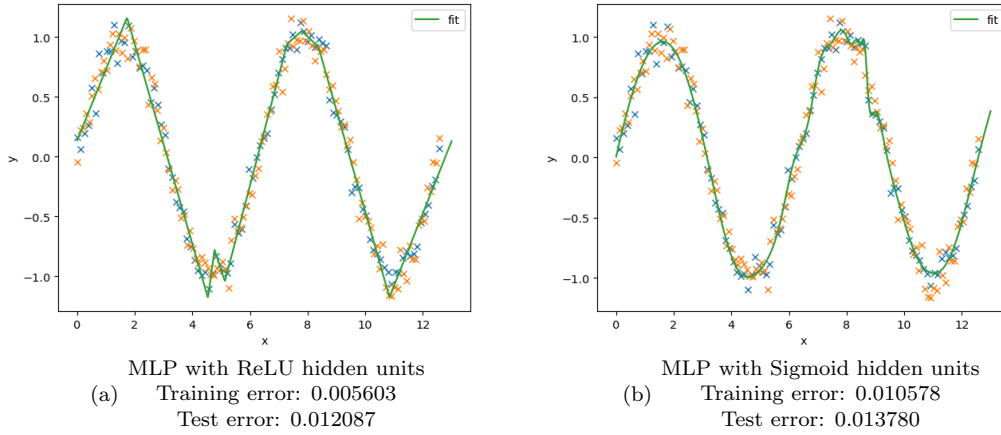 1.0
0.5
0.0
−0.5
−1.0
y
0 2 4 6 8 10 12
x
fit
MLP with ReLU hidden units
(a) Training error: 0.005603
Test error: 0.012087
1.0
0.5
0.0
−0.5
−1.0
y
0 2 4 6 8 10 12
x
fit
MLP with Sigmoid hidden units
(b) Training error: 0.010578
Test error: 0.013780